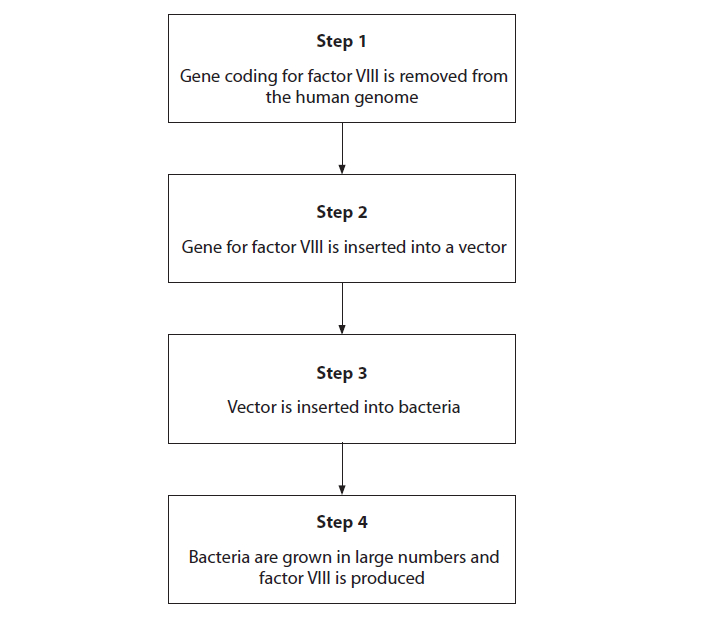 Step 1
Gene coding for factor VIII is removed from
the human genome
Step 2
Gene for factor VIII is inserted into a vector
Step 3
Vector is inserted into bacteria
Step 4
Bacteria are grown in large numbers and
factor VIII is produced